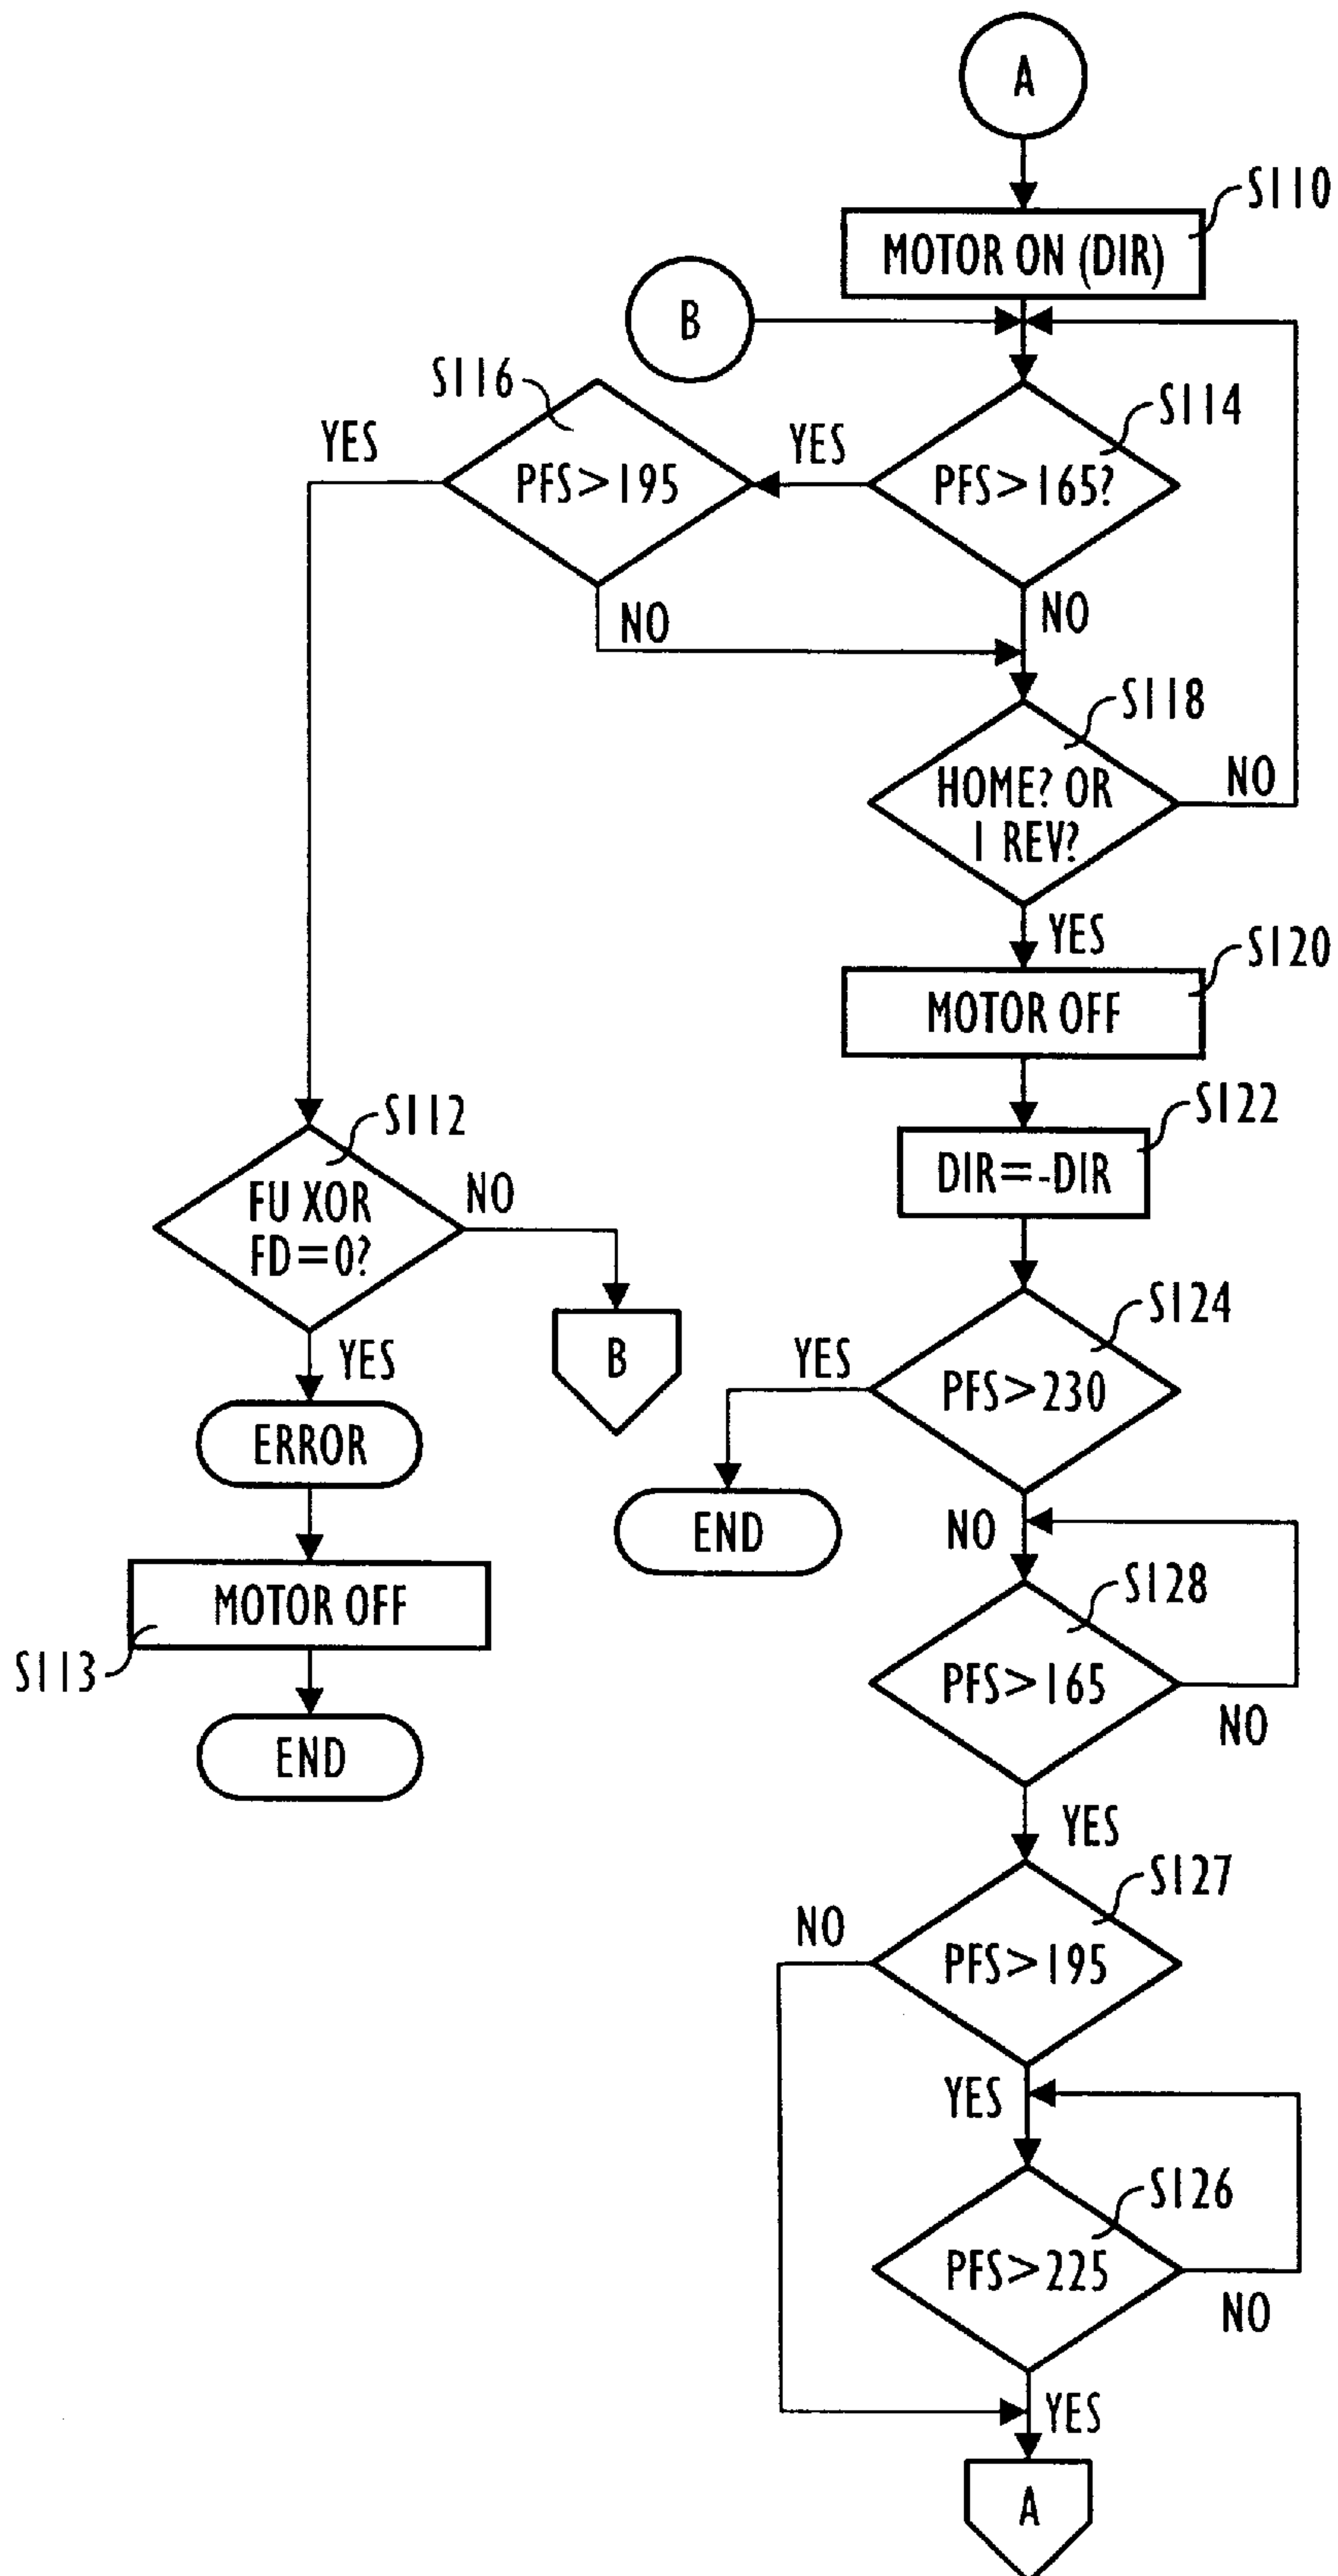 A
S110
MOTOR ON (DIR)
B
S116
S114
YES
YES
PFS>195
PFS>165?
NO
NO
S118
HOME? OR
1 REV?
NO
YES
S120
MOTOR OFF
S112
S122
FU XOR
FD=0?
NO
DIR=-DIR
S124
YES
B
YES
PFS>230
ERROR
END
NO
S128
MOTOR OFF
S113
PFS>165
NO
END
YES
S127
NO
PFS>195
YES
S126
PFS>225
NO
YES
A